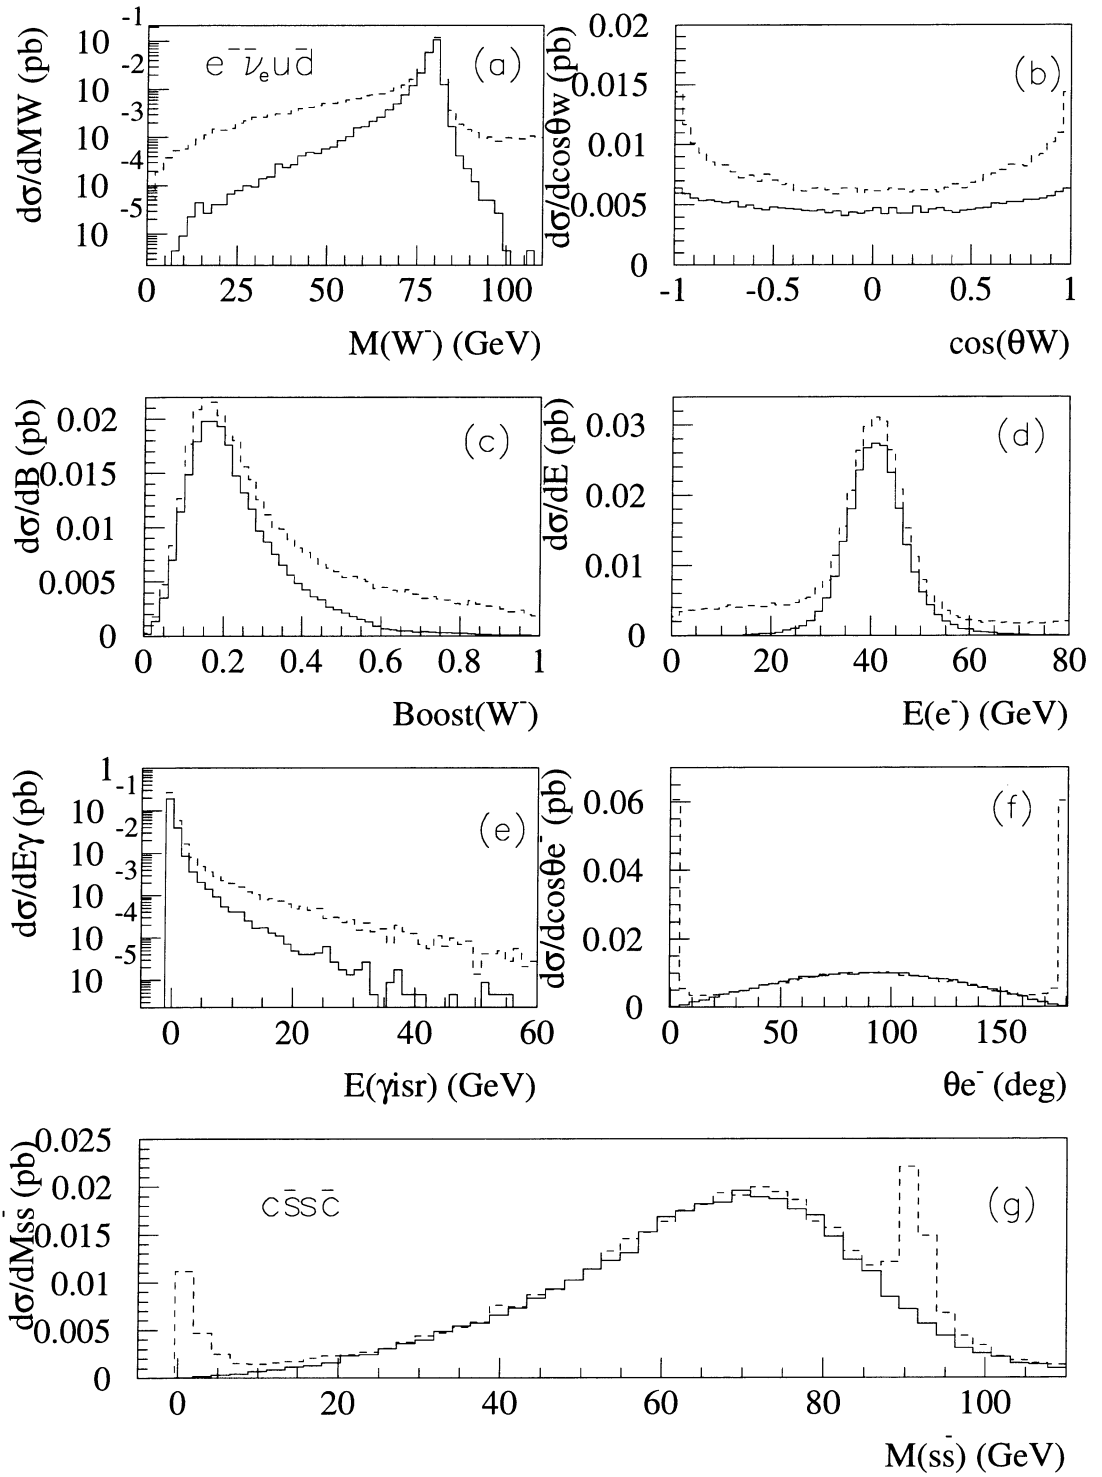 dσ/dMW (pb)
10 -1
10 -2
10 -3
10 -4
10 -5
e⁻ν̄ₑud̄
(a)
0 25 50 75 100
M(W⁻) (GeV)
dσ/dcosθw (pb)
0.02
0.015
0.01
0.005
0
(b)
-1 -0.5 0 0.5 1
cos(θW)
dσ/dB (pb)
0.02
0.015
0.01
0.005
0
(c)
0 0.2 0.4 0.6 0.8 1
Boost(W⁻)
dσ/dE (pb)
0.03
0.02
0.01
0
(d)
0 20 40 60 80
E(e⁻) (GeV)
dσ/dEγ (pb)
1
10 -1
10 -2
10 -3
10 -4
10 -5
(e)
0 20 40 60
E(γisr) (GeV)
dσ/dcosθe⁻ (pb)
0.06
0.04
0.02
0
(f)
0 50 100 150
θe⁻ (deg)
dσ/dMss̄ (pb)
0.025
0.02
0.015
0.01
0.005
0
cs̄sc̄
(g)
0 20 40 60 80 100
M(ss̄) (GeV)